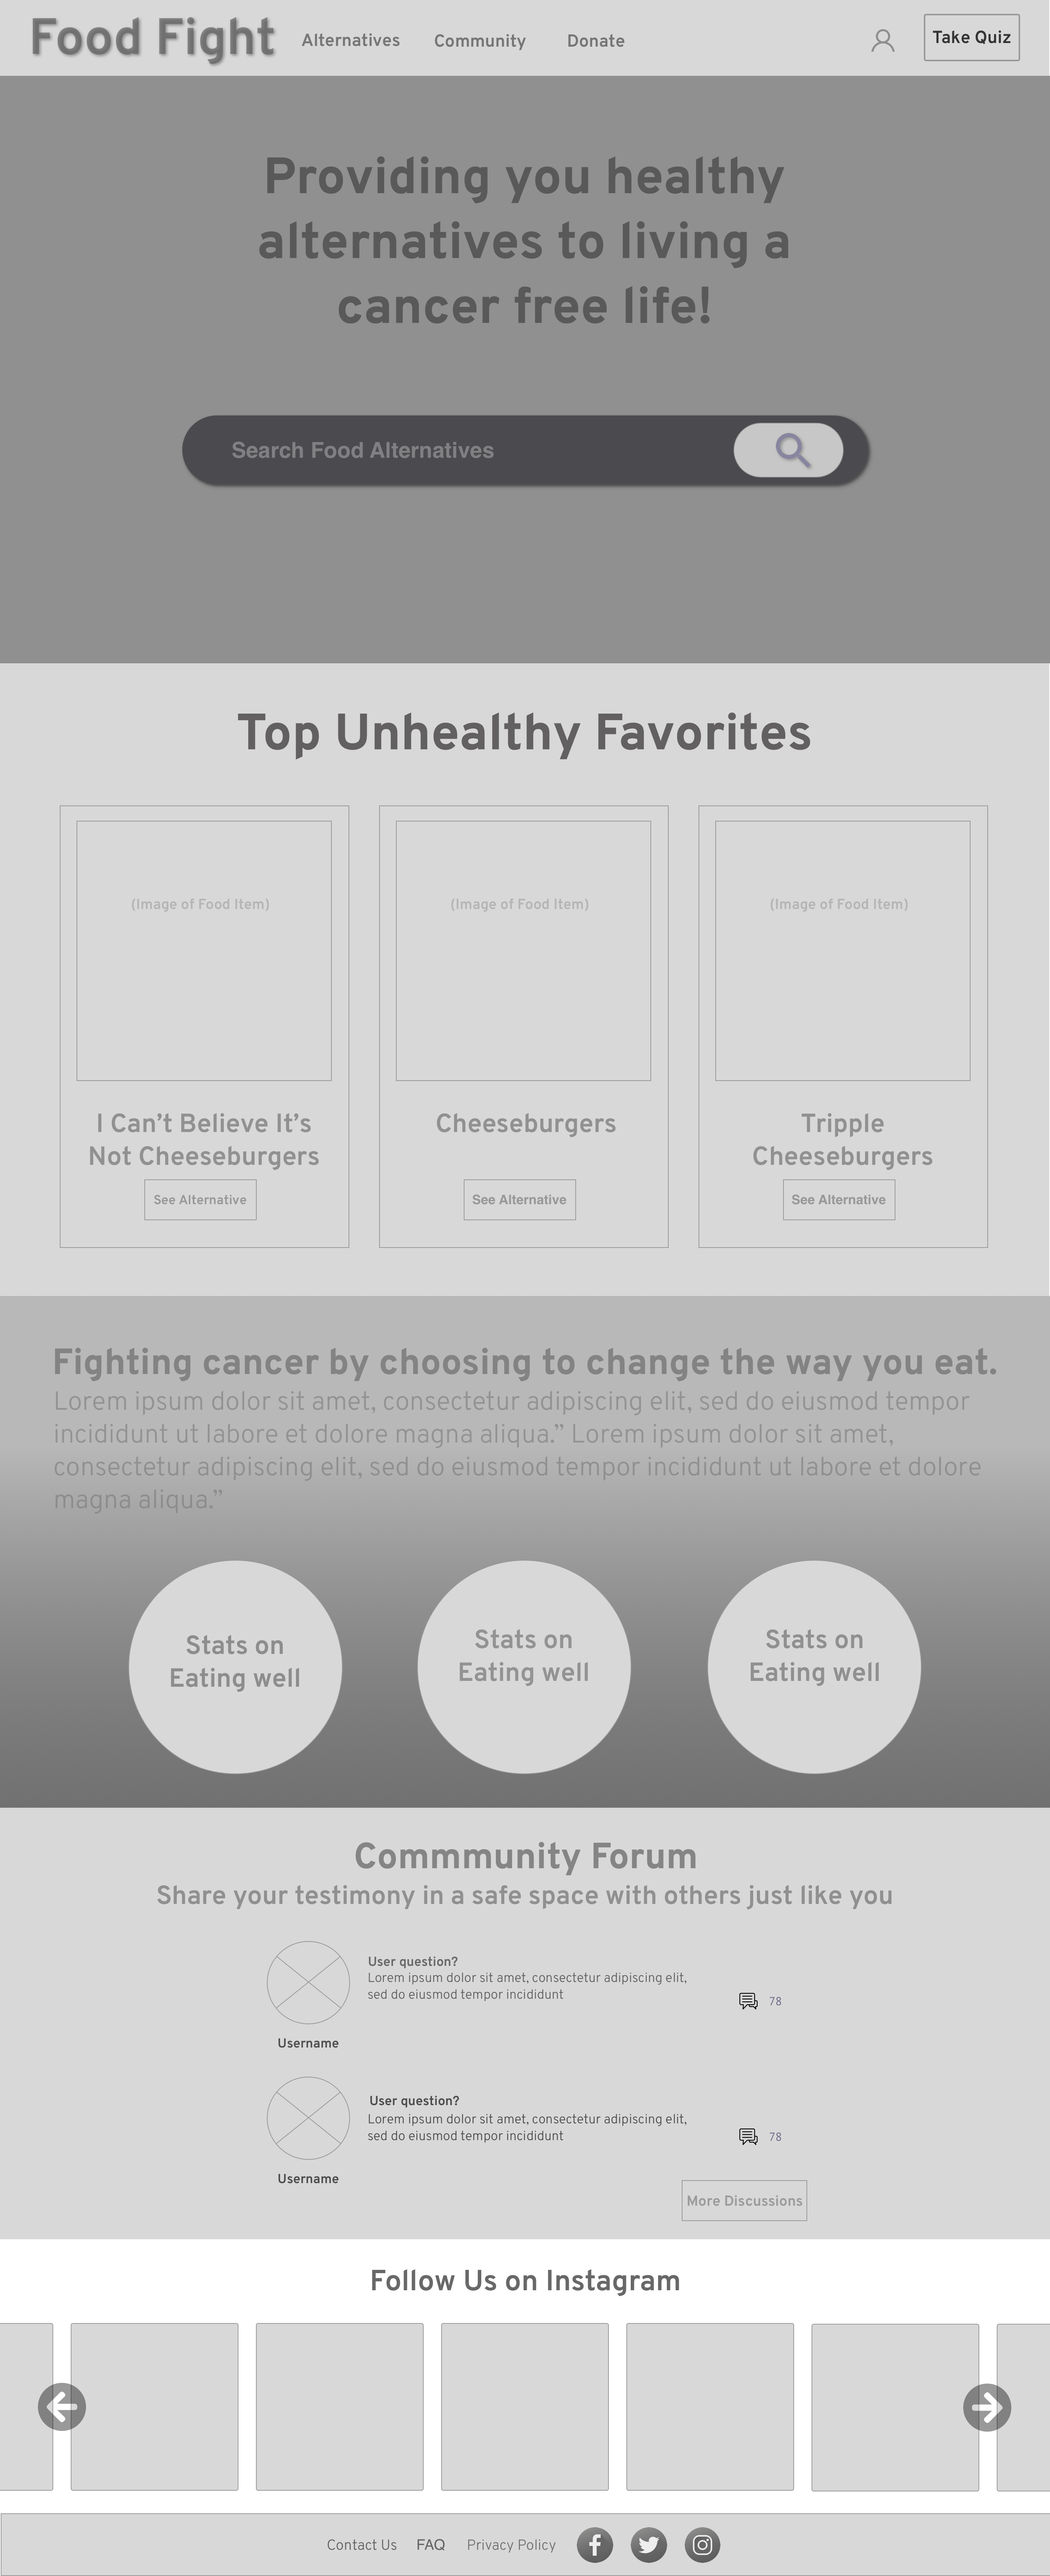 Food Fight
Alternatives
Community
Donate
Take Quiz
Providing you healthy
alternatives to living a
cancer free life!
Search Food Alternatives
Top Unhealthy Favorites
(Image of Food Item)
(Image of Food Item)
(Image of Food Item)
I Can’t Believe It’s
Not Cheeseburgers
See Alternative
Cheeseburgers
See Alternative
Tripple
Cheeseburgers
See Alternative
Fighting cancer by choosing to change the way you eat.
Lorem ipsum dolor sit amet, consectetur adipiscing elit, sed do eiusmod tempor
incididunt ut labore et dolore magna aliqua.” Lorem ipsum dolor sit amet,
consectetur adipiscing elit, sed do eiusmod tempor incididunt ut labore et dolore
magna aliqua.”
Stats on
Eating well
Stats on
Eating well
Stats on
Eating well
Commmunity Forum
Share your testimony in a safe space with others just like you
User question?
Lorem ipsum dolor sit amet, consectetur adipiscing elit,
sed do eiusmod tempor incididunt
78
Username
User question?
Lorem ipsum dolor sit amet, consectetur adipiscing elit,
sed do eiusmod tempor incididunt
78
Username
More Discussions
Follow Us on Instagram
Contact Us
FAQ
Privacy Policy